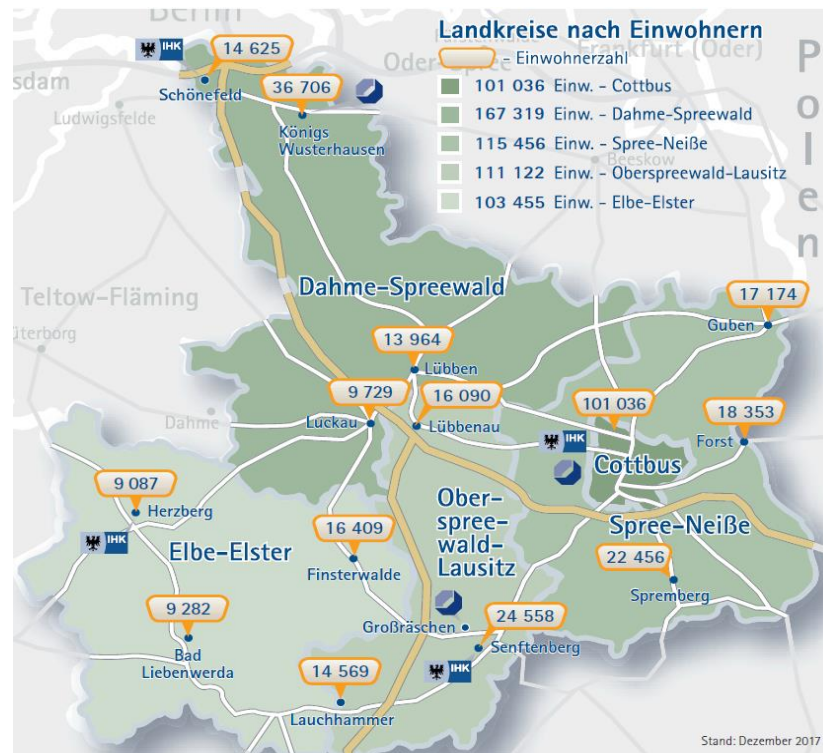 Berlin
Landkreise nach Einwohnern
- Einwohnerzahl
101 036 Einw. - Cottbus
167 319 Einw. - Dahme-Spreewald
115 456 Einw. - Spree-Neiße
111 122 Einw. - Oberspreewald-Lausitz
103 455 Einw. - Elbe-Elster
Frankfurt (Oder)
Oder-Spree
Polen
IHK
14 625
Schönefeld
sdam
Ludwigsfelde
36 706
Königs
Wusterhausen
Beeskow
Teltow-Fläming
üterborg
Dahme-Spreewald
17 174
Guben
13 964
Lübben
9 729
Luckau
16 090
Lübbenau
Dahme
101 036
IHK
Cottbus
18 353
Forst
9 087
Herzberg
IHK
Elbe-Elster
16 409
Finsterwalde
Ober-
spree-
wald-
Lausitz
Spree-Neiße
22 456
Spremberg
9 282
Bad
Liebenwerda
Großräschen
24 558
Senftenberg
IHK
14 569
Lauchhammer
Stand: Dezember 2017